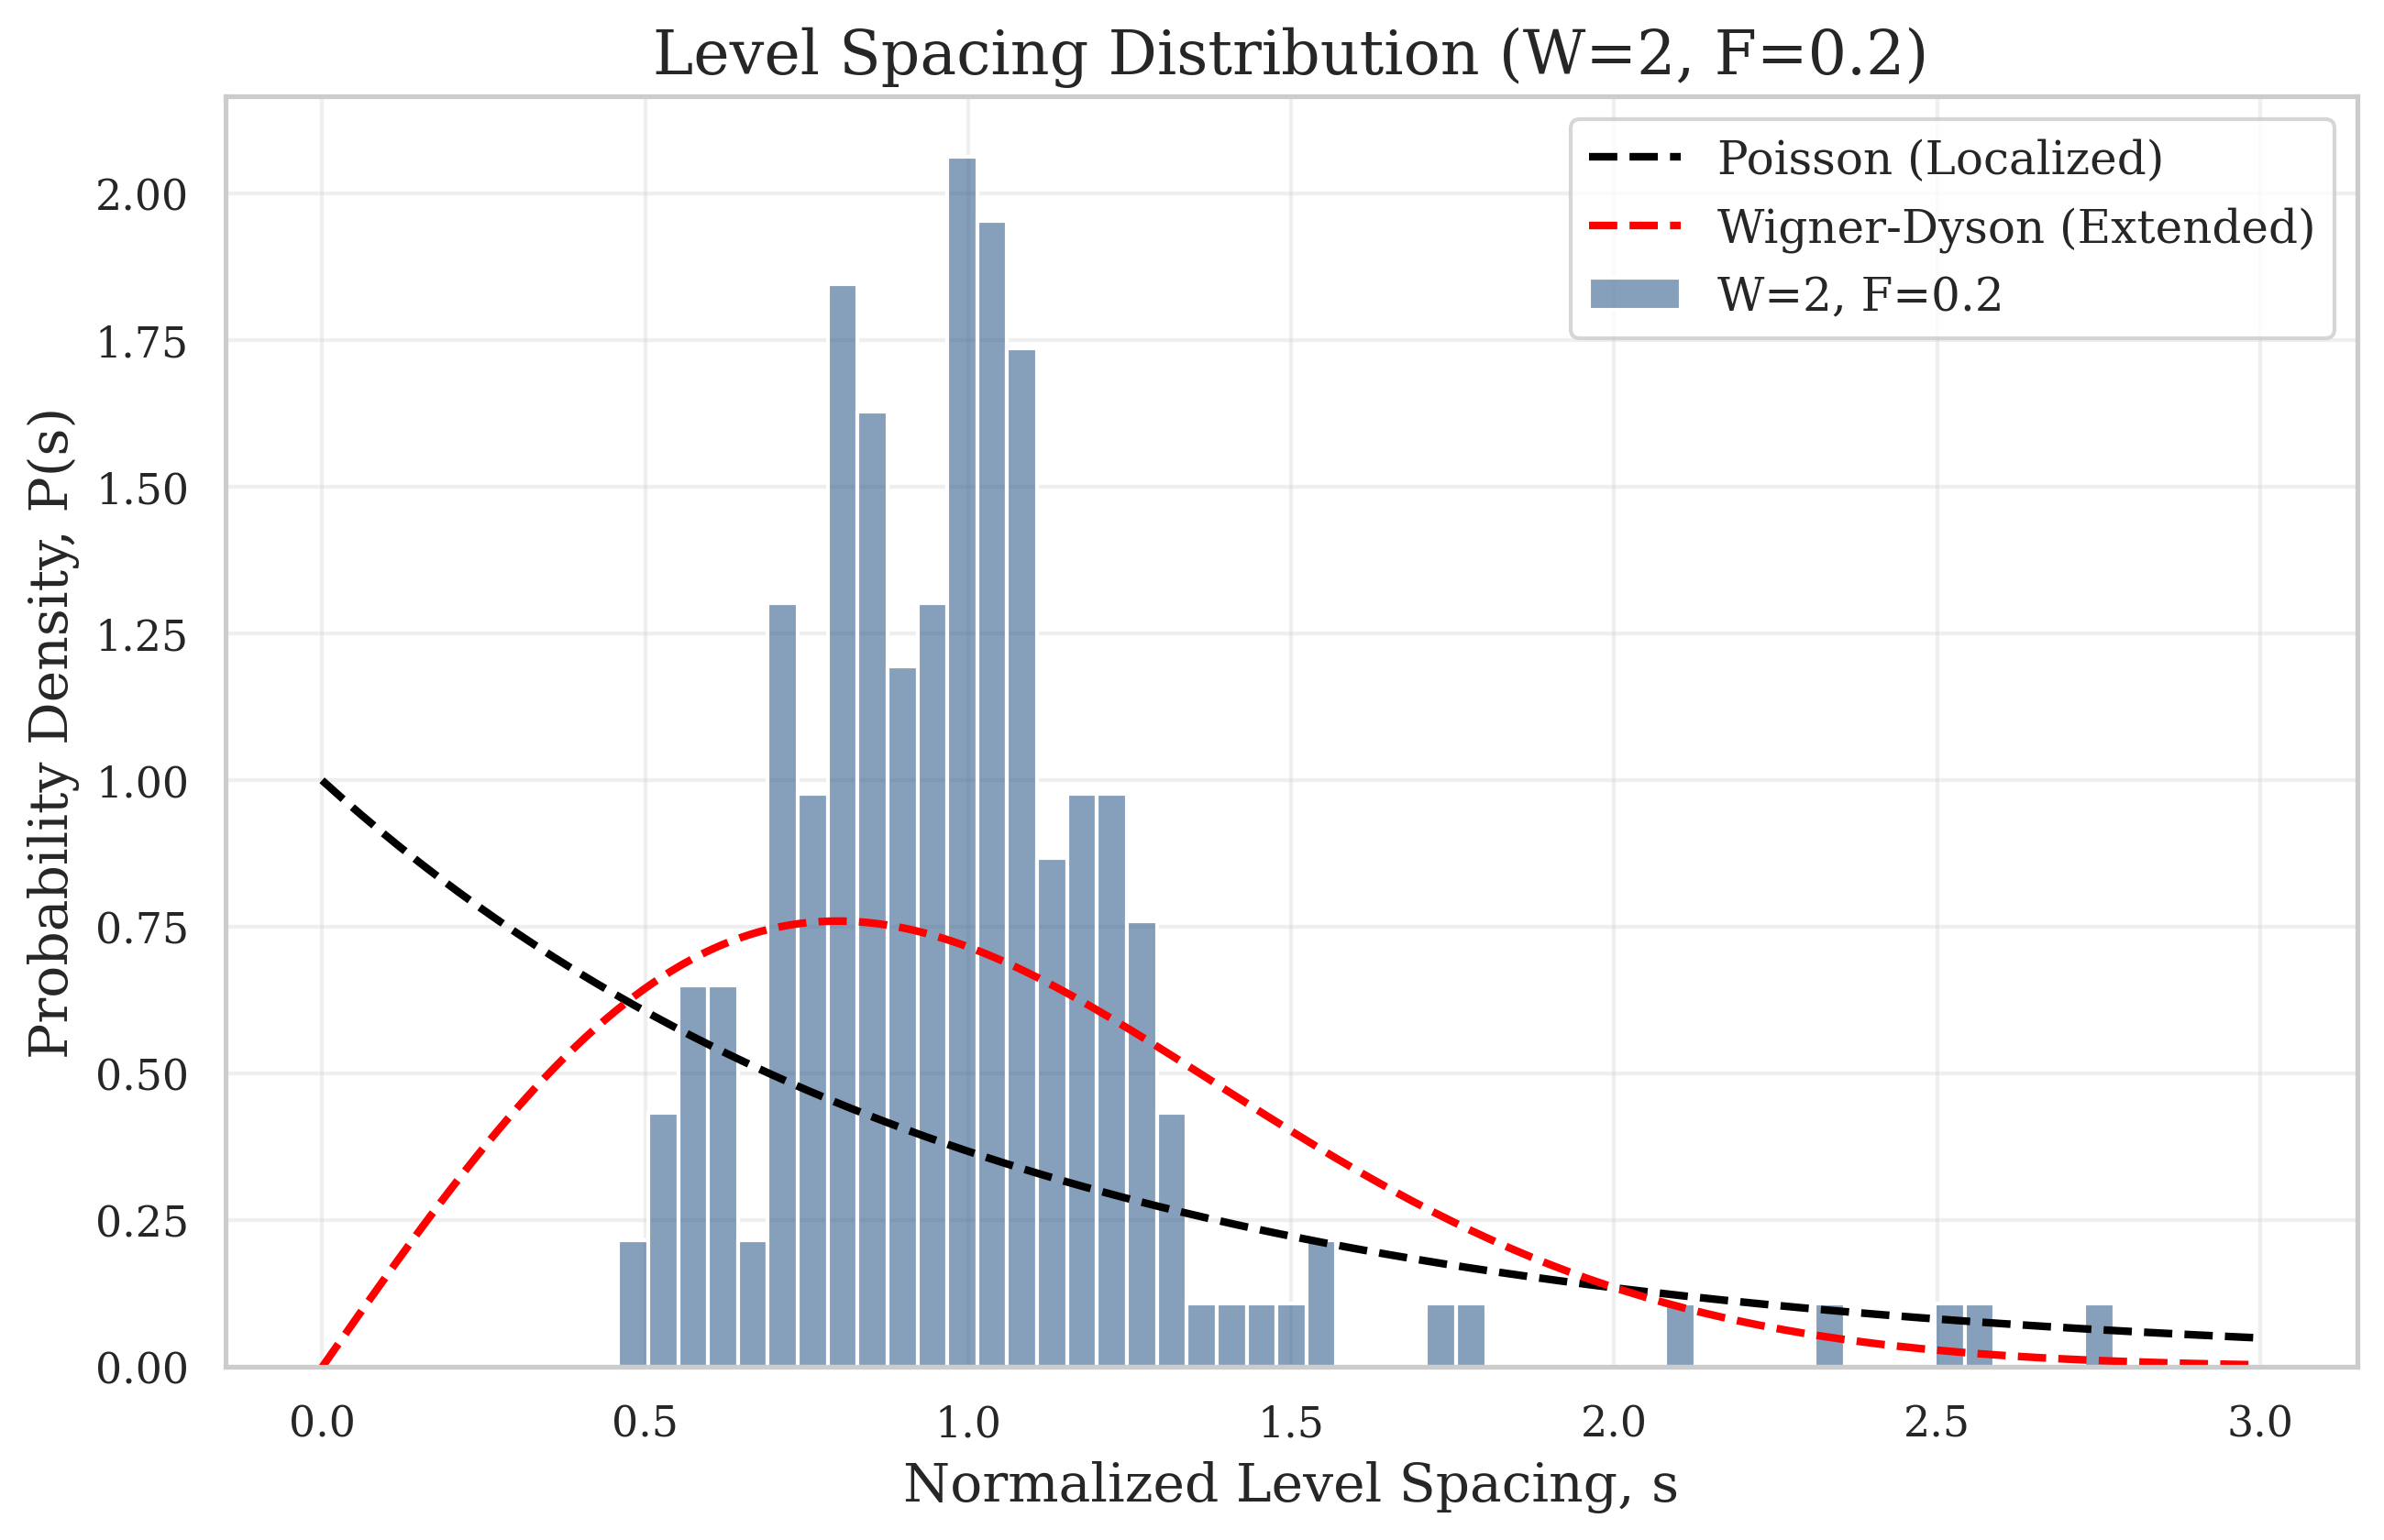 Level Spacing Distribution (W=2, F=0.2)
Poisson (Localized)
Wigner-Dyson (Extended)
W=2, F=0.2
Probability Density, P(s)
2.00
1.75
1.50
1.25
1.00
0.75
0.50
0.25
0.00
0.0
0.5
1.0
1.5
2.0
2.5
3.0
Normalized Level Spacing, s